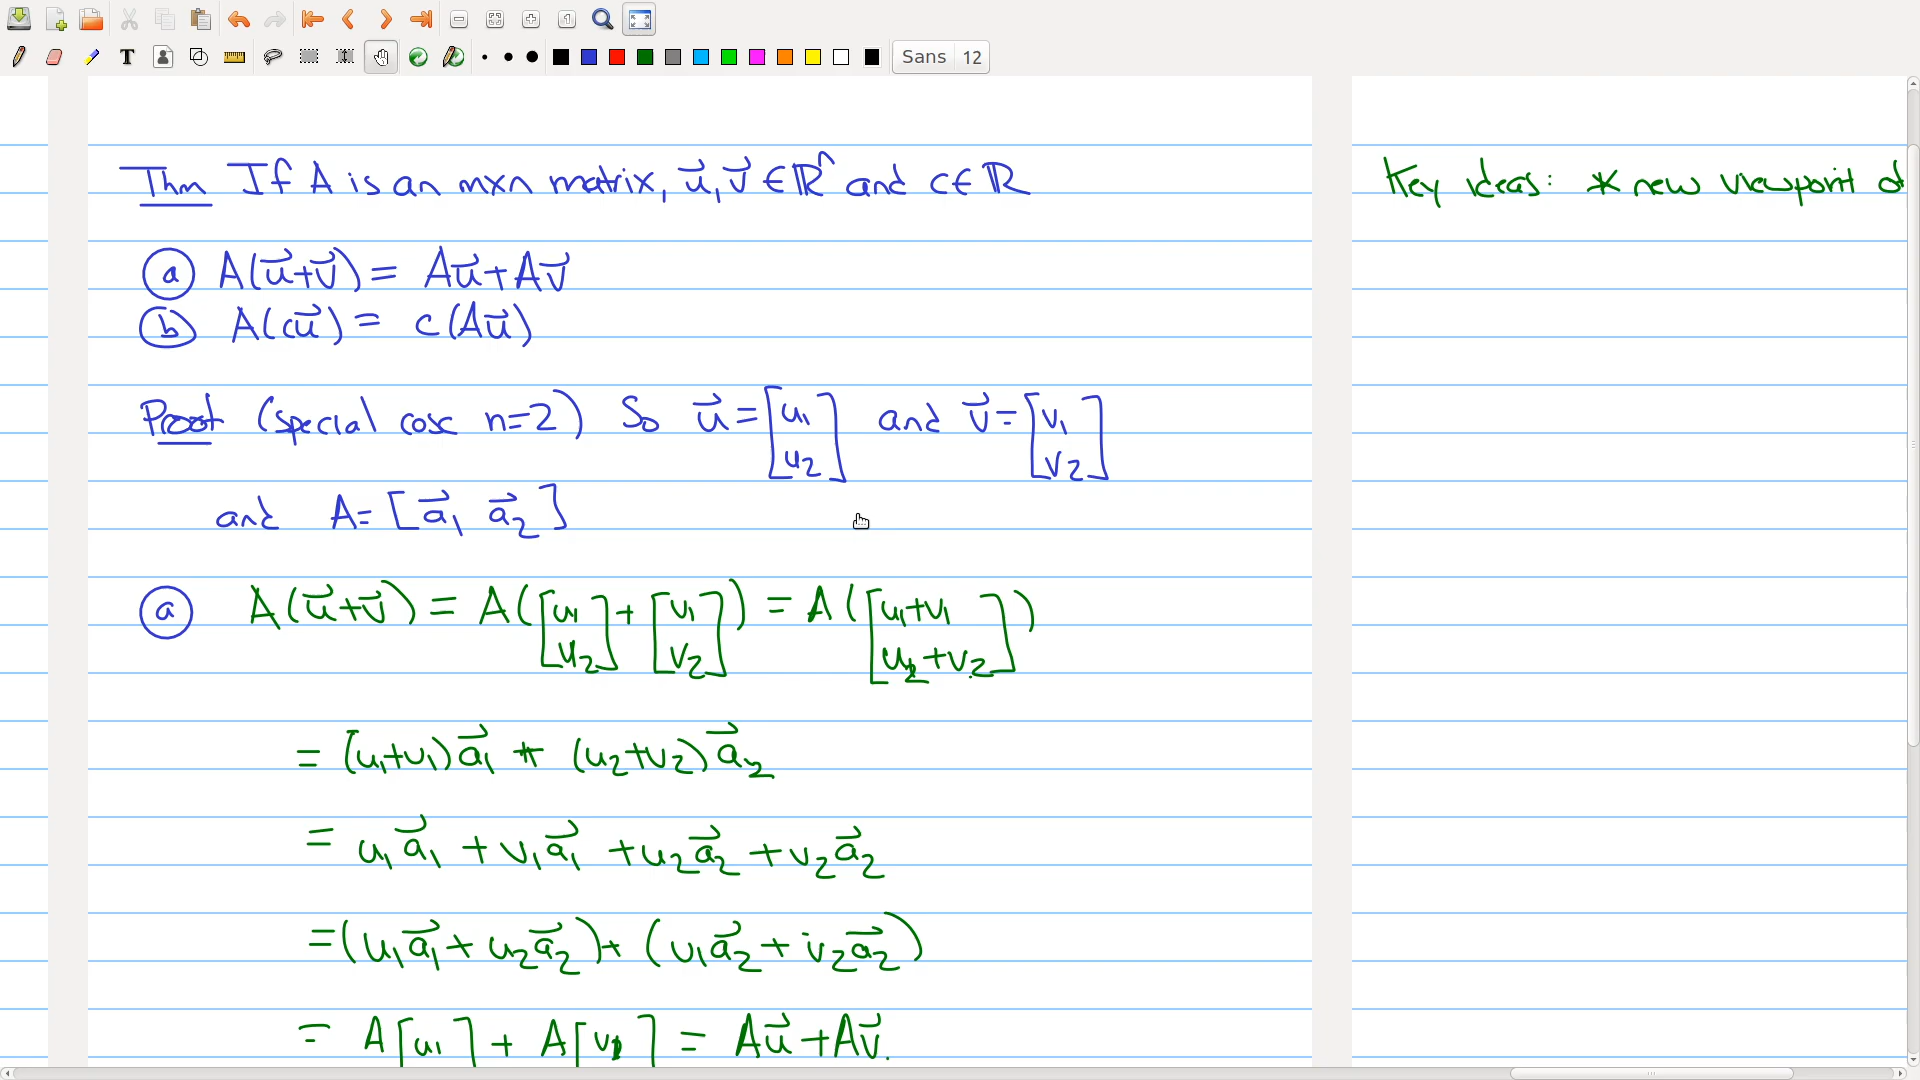 Sans 12
Thm If A is an mxn matrix, u⃗, v⃗ ∈ ℝⁿ and c ∈ ℝ
(a) A(u⃗+v⃗) = Au⃗+Av⃗
(b) A(cu⃗) = c(Au⃗)
Proof (special case n=2) So u⃗ = [u₁ u₂] and v⃗ = [v₁ v₂]
and A = [a⃗₁ a⃗₂]
(a) A(u⃗+v⃗) = A([u₁ u₂] + [v₁ v₂]) = A([u₁+v₁ u₂+v₂])
= (u₁+v₁)a⃗₁ + (u₂+v₂)a⃗₂
= u₁a⃗₁ + v₁a⃗₁ + u₂a⃗₂ + v₂a⃗₂
= (u₁a⃗₁ + u₂a⃗₂) + (v₁a⃗₂ + v₂a⃗₂)
= A[u₁] + A[v₁] = Au⃗ + Av⃗.
Key ideas: * new viewpoint of